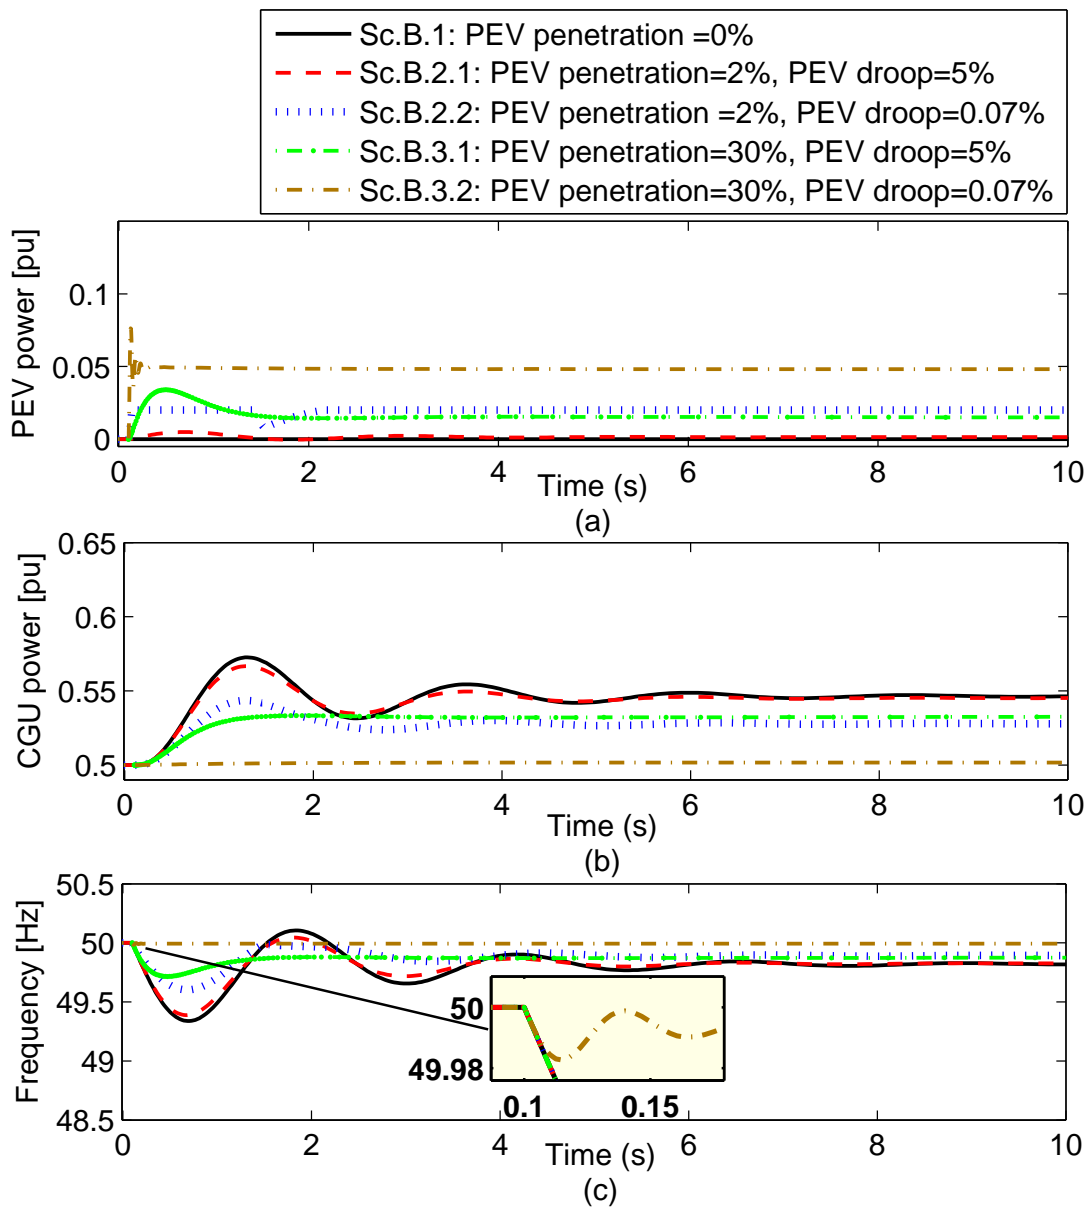 Sc.B.1: PEV penetration =0%
Sc.B.2.1: PEV penetration=2%, PEV droop=5%
Sc.B.2.2: PEV penetration =2%, PEV droop=0.07%
Sc.B.3.1: PEV penetration=30%, PEV droop=5%
Sc.B.3.2: PEV penetration=30%, PEV droop=0.07%
PEV power [pu]
0.1
0.05
0
0 2 4 6 8 10
Time (s)
(a)
CGU power [pu]
0.65
0.6
0.55
0.5
0 2 4 6 8 10
Time (s)
(b)
Frequency [Hz]
50.5
50
49.5
49
48.5
50
49.98
0.1 0.15
0 2 4 6 8 10
Time (s)
(c)